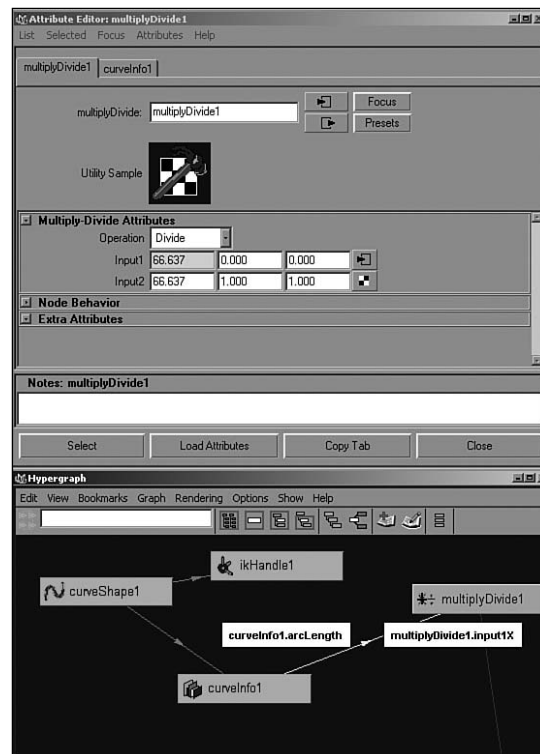 Attribute Editor: multiplyDivide1
List Selected Focus Attributes Help
multiplyDivide1 curveInfo1
multiplyDivide: multiplyDivide1 Focus
Presets
Utility Sample
Multiply-Divide Attributes
Operation Divide
Input1 66.637 0.000 0.000
Input2 66.637 1.000 1.000
Node Behavior
Extra Attributes
Notes: multiplyDivide1
Select Load Attributes Copy Tab Close
Hypergraph
Edit View Bookmarks Graph Rendering Options Show Help
ikHandle1
curveShape1
multiplyDivide1
curveInfo1.arcLength multiplyDivide1.input1X
curveInfo1